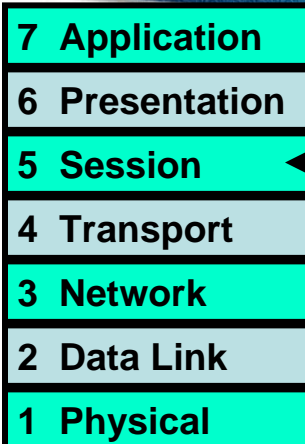 7 Application
6 Presentation
5 Session
4 Transport
3 Network
2 Data Link
1 Physical